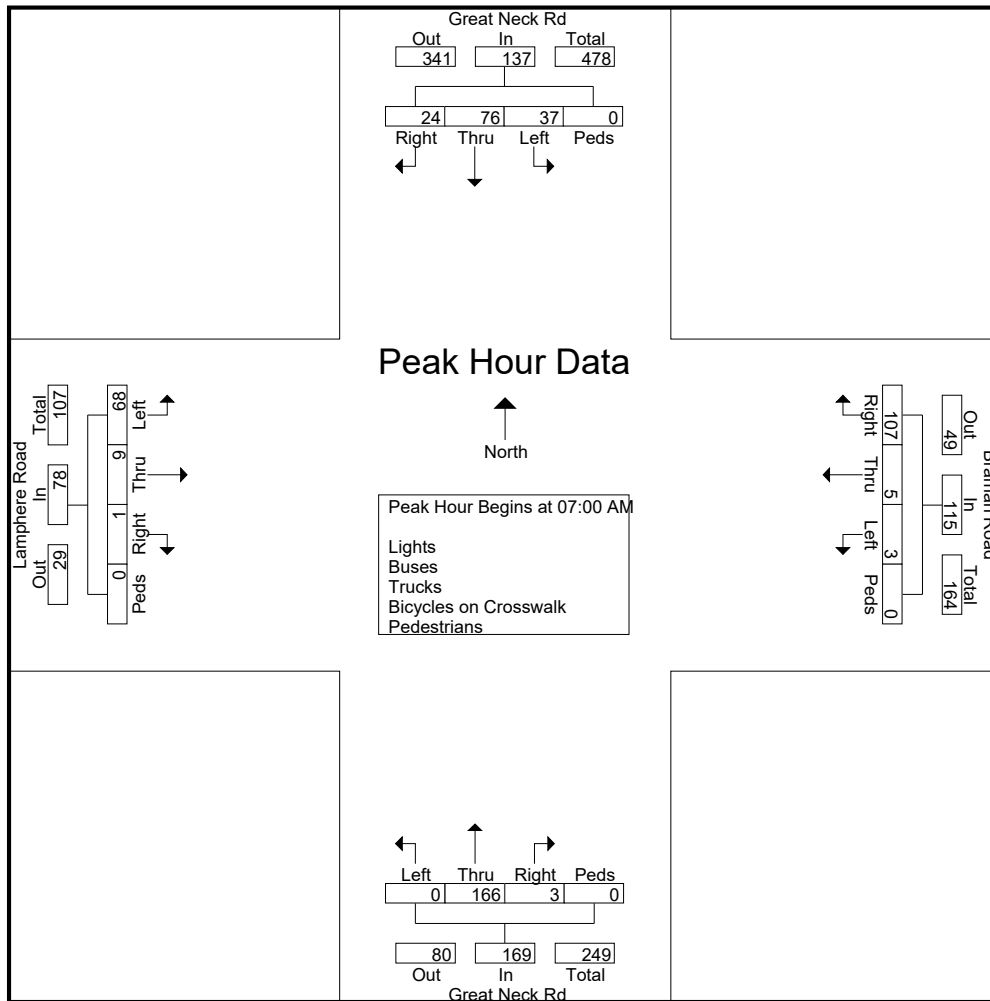 Great Neck Rd
Out In Total
341 137 478
24 76 37 0
Right Thru Left Peds
Peak Hour Data
North
Peak Hour Begins at 07:00 AM
Lights
Buses
Trucks
Bicycles on Crosswalk
Pedestrians
Lamphere Road
Out In Total
29 78 107
0 1 9 68
Peds Right Thru Left
Out In Total
49 115 164
107 5 3 0
Right Thru Left Peds
Left Thru Right Peds
0 166 3 0
80 169 249
Out In Total
Great Neck Rd